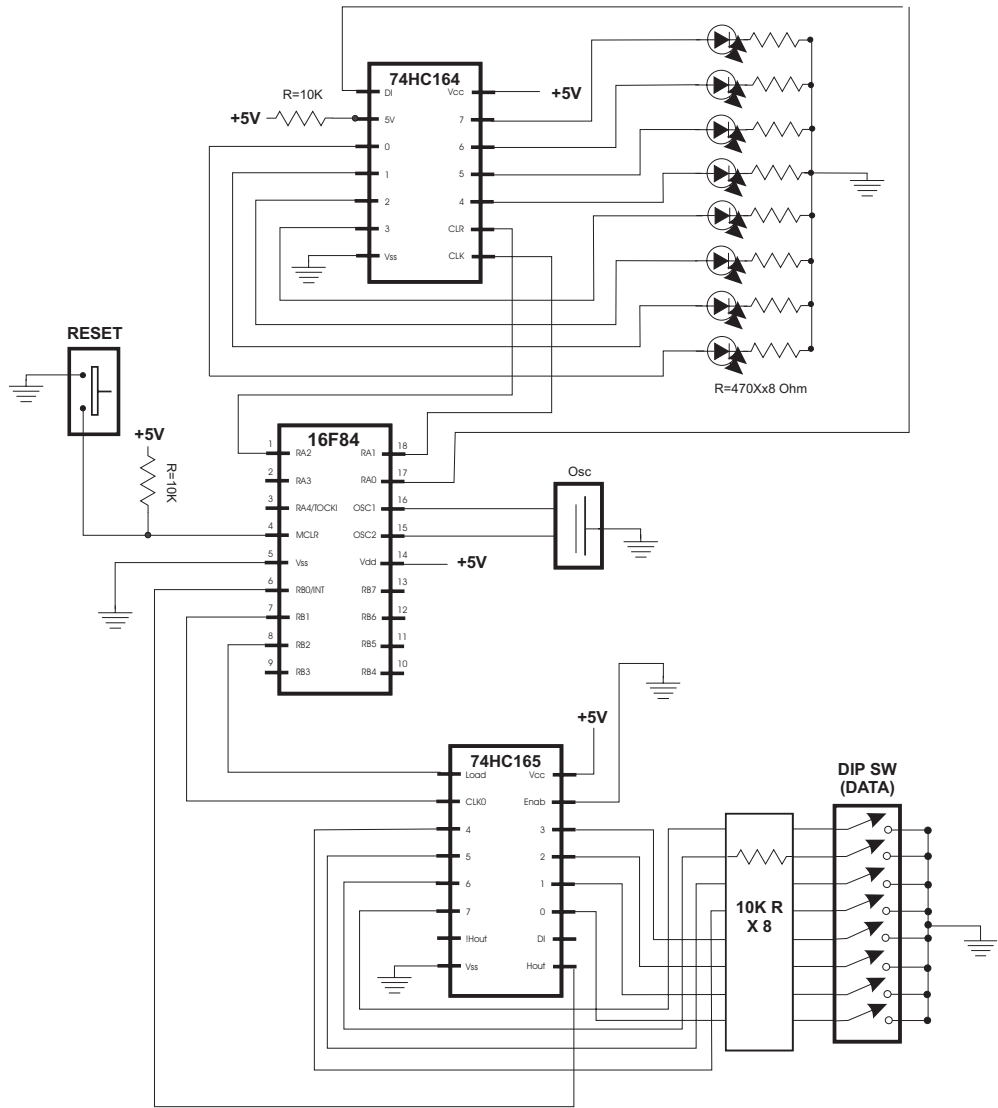 74HC164
DI
5V
0
1
2
3
Vss
Vcc
7
6
5
4
CLR
CLK
+5V
R=10K
+5V
R=470Xx8 Ohm
RESET
+5V
R=10K
16F84
1
RA2
2
RA3
3
RA4/TOCKI
4
MCLR
5
Vss
6
RB0/INT
7
RB1
8
RB2
9
RB3
18
RA1
17
RA0
16
OSC1
15
OSC2
14
Vdd
13
RB7
12
RB6
11
RB5
10
RB4
+5V
Osc
+5V
74HC165
Load
CLK0
4
5
6
7
!Hout
Vss
Vcc
Enab
3
2
1
0
DI
Hout
10K R
X 8
DIP SW
(DATA)